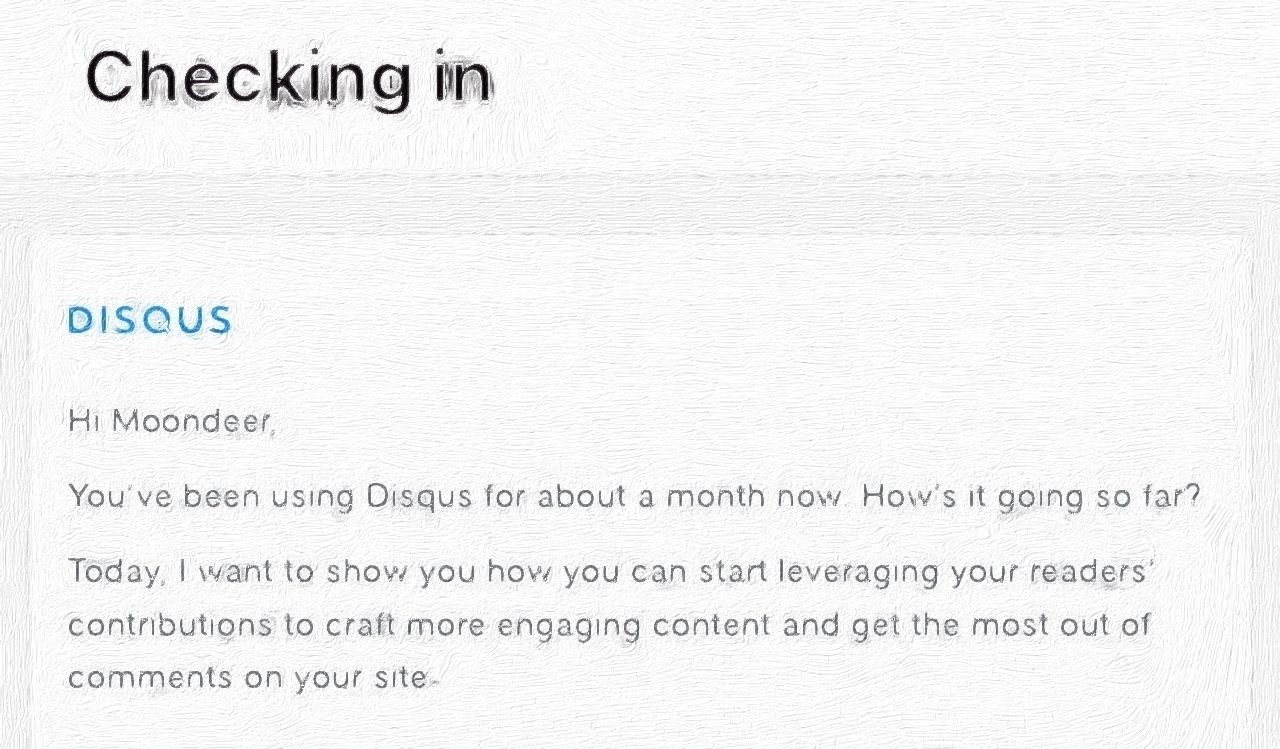 Checking in
DISQUS
Hi Moondeer,
You've been using Disqus for about a month now. How's it going so far?
Today, I want to show you how you can start leveraging your readers'
contributions to craft more engaging content and get the most out of
comments on your site.